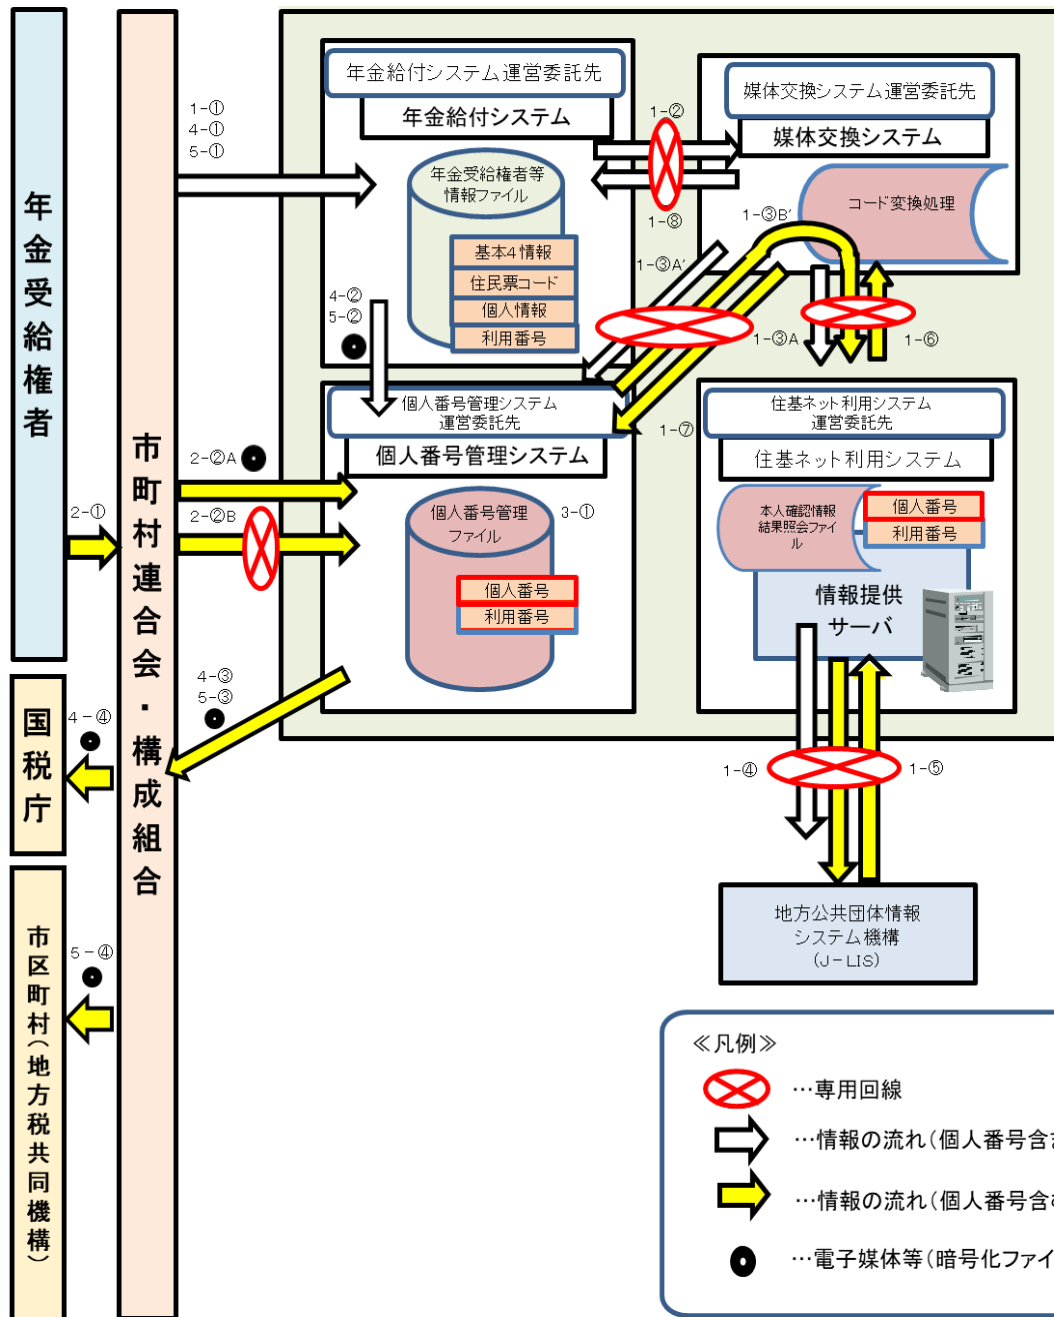 年金受給権者
国税庁
市区町村(地方税共同機構)
市町村連合会・構成組合
1-①
4-①
5-①
年金給付システム運営委託先
年金給付システム
年金受給権者等
情報ファイル
基本4情報
住民票コード
個人情報
利用番号
1-②
1-⑧
媒体交換システム運営委託先
媒体交換システム
コード変換処理
1-③B'
1-③A'
1-③A
1-⑥
1-⑦
4-②
5-②
個人番号管理システム
運営委託先
個人番号管理システム
個人番号管理
ファイル
個人番号
利用番号
3-①
2-①
2-②A
2-②B
4-③
5-③
4-④
5-④
住基ネット利用システム
運営委託先
住基ネット利用システム
本人確認情報
結果照会ファイ
ル
個人番号
利用番号
情報提供
サーバ
1-④
1-⑤
地方公共団体情報
システム機構
(J-LIS)
≪凡例≫
…専用回線
…情報の流れ(個人番号含ま
…情報の流れ(個人番号含む
…電子媒体等(暗号化ファイ